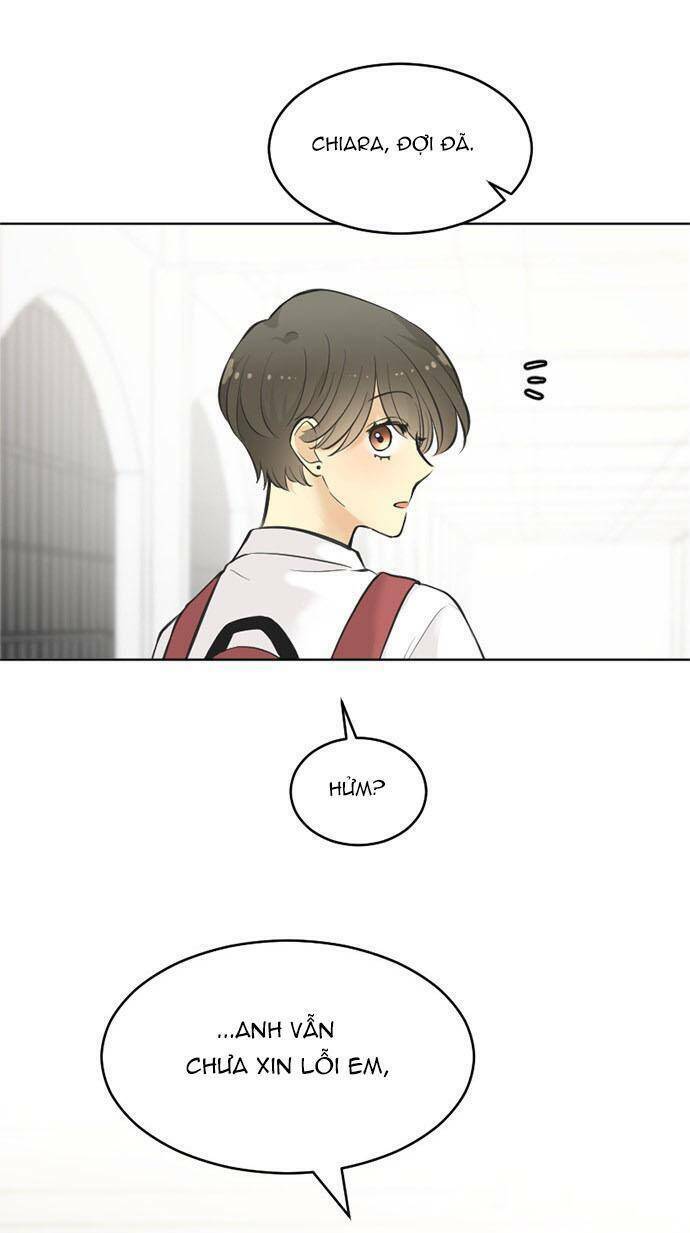 CHIARA, ĐỢI ĐÃ.
HỬM?
...ANH VẪN
CHƯA XIN LỖI EM,